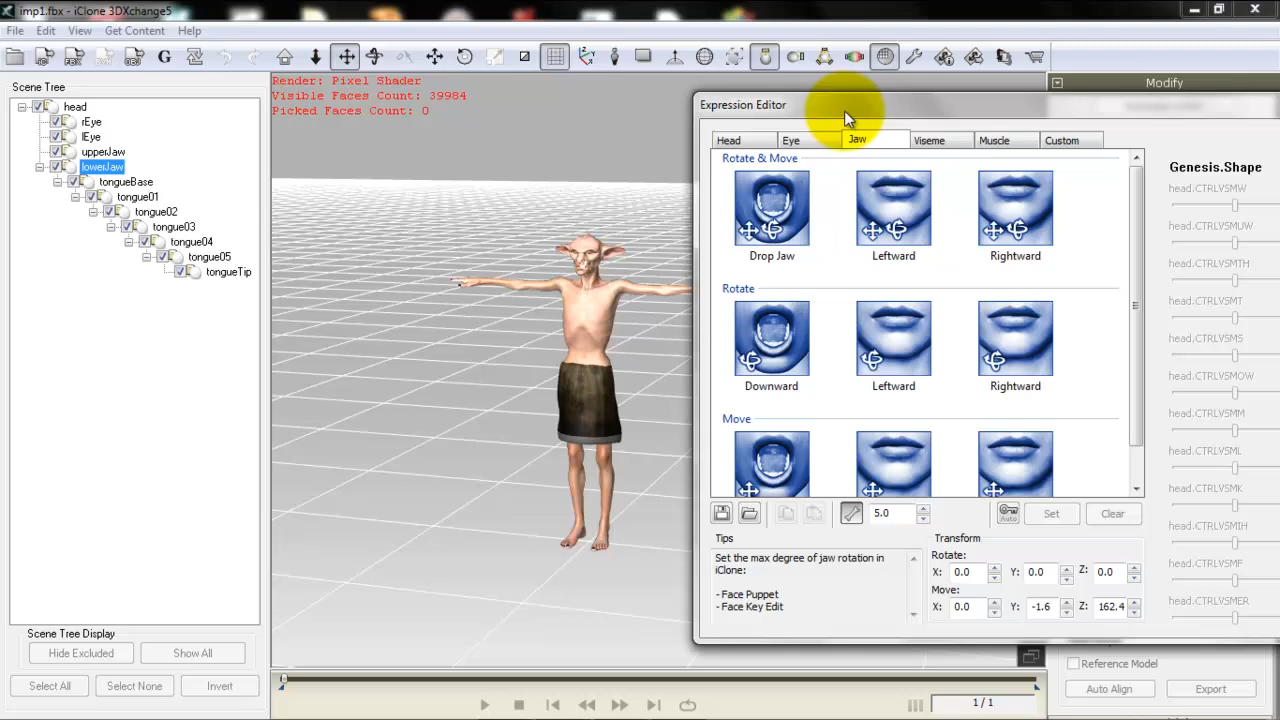 imp1.fbx - iClone 3DXchange5
File Edit View Get Content Help
Scene Tree
head
rEye
lEye
upperJaw
lowerJaw
tongueBase
tongue01
tongue02
tongue03
tongue04
tongue05
tongueTip
Scene Tree Display
Hide Excluded Show All
Select All Select None Invert
Render: Pixel Shader
Visible Faces Count: 39984
Picked Faces Count: 0
1 / 1
Modify
Expression Editor
Head Eye Jaw Viseme Muscle Custom
Rotate & Move
Drop Jaw Leftward Rightward
Rotate
Downward Leftward Rightward
Move
5.0
Auto
Set Clear
Tips
Set the max degree of jaw rotation in
iClone:
- Face Puppet
- Face Key Edit
Transform
Rotate:
X: 0.0 Y: 0.0 Z: 0.0
Move:
X: 0.0 Y: -1.6 Z: 162.4
Genesis.Shape
head.CTRLVSMW
head.CTRLVSMUW
head.CTRLVSMTH
head.CTRLVSMT
head.CTRLVSMS
head.CTRLVSMOW
head.CTRLVSMM
head.CTRLVSML
head.CTRLVSMK
head.CTRLVSMIH
head.CTRLVSMF
head.CTRLVSMER
Reference Model
Auto Align Export